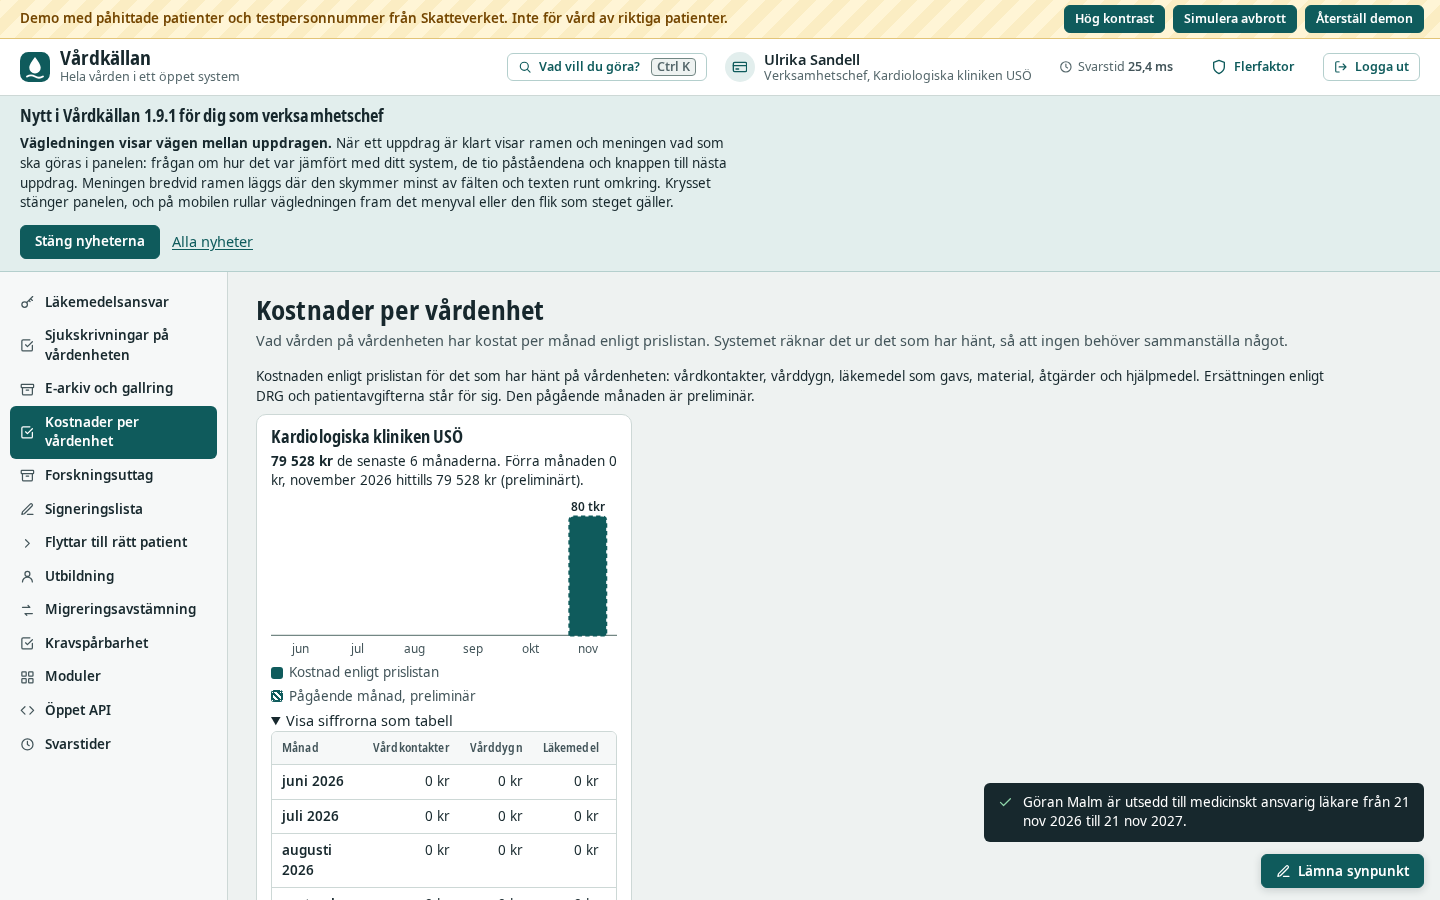 Demo med påhittade patienter och testpersonnummer från Skatteverket. Inte för vård av riktiga patienter.
Hög kontrast
Simulera avbrott
Återställ demon
Vårdkällan
Hela vården i ett öppet system
Vad vill du göra? Ctrl K
Ulrika Sandell
Verksamhetschef, Kardiologiska kliniken USÖ
Svarstid 25,4 ms
Flerfaktor
Logga ut
Nytt i Vårdkällan 1.9.1 för dig som verksamhetschef
Vägledningen visar vägen mellan uppdragen. När ett uppdrag är klart visar ramen och meningen vad som
ska göras i panelen: frågan om hur det var jämfört med ditt system, de tio påståendena och knappen till nästa
uppdrag. Meningen bredvid ramen läggs där den skymmer minst av fälten och texten runt omkring. Krysset
stänger panelen, och på mobilen rullar vägledningen fram det menyval eller den flik som steget gäller.
Stäng nyheterna
Alla nyheter
Läkemedelsansvar
Sjukskrivningar på
vårdenheten
E-arkiv och gallring
Kostnader per
vårdenhet
Forskningsuttag
Signeringslista
Flyttar till rätt patient
Utbildning
Migreringsavstämning
Kravspårbarhet
Moduler
Öppet API
Svarstider
Kostnader per vårdenhet
Vad vården på vårdenheten har kostat per månad enligt prislistan. Systemet räknar det ur det som har hänt, så att ingen behöver sammanställa något.
Kostnaden enligt prislistan för det som har hänt på vårdenheten: vårdkontakter, vårddygn, läkemedel som gavs, material, åtgärder och hjälpmedel. Ersättningen enligt
DRG och patientavgifterna står för sig. Den pågående månaden är preliminär.
Kardiologiska kliniken USÖ
79 528 kr de senaste 6 månaderna. Förra månaden 0
kr, november 2026 hittills 79 528 kr (preliminärt).
80 tkr
jun jul aug sep okt nov
Kostnad enligt prislistan
Pågående månad, preliminär
Visa siffrorna som tabell
Månad Vårdkontakter Vårddygn Läkemedel
juni 2026 0 kr 0 kr 0 kr
juli 2026 0 kr 0 kr 0 kr
augusti 2026 0 kr 0 kr 0 kr
Göran Malm är utsedd till medicinskt ansvarig läkare från 21
nov 2026 till 21 nov 2027.
Lämna synpunkt